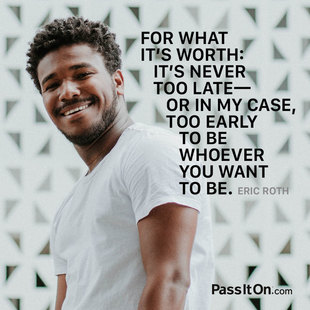 FOR WHAT
IT'S WORTH:
IT'S NEVER
TOO LATE—
OR IN MY CASE,
TOO EARLY
TO BE
WHOEVER
YOU WANT
TO BE. ERIC ROTH
PassItOn.com